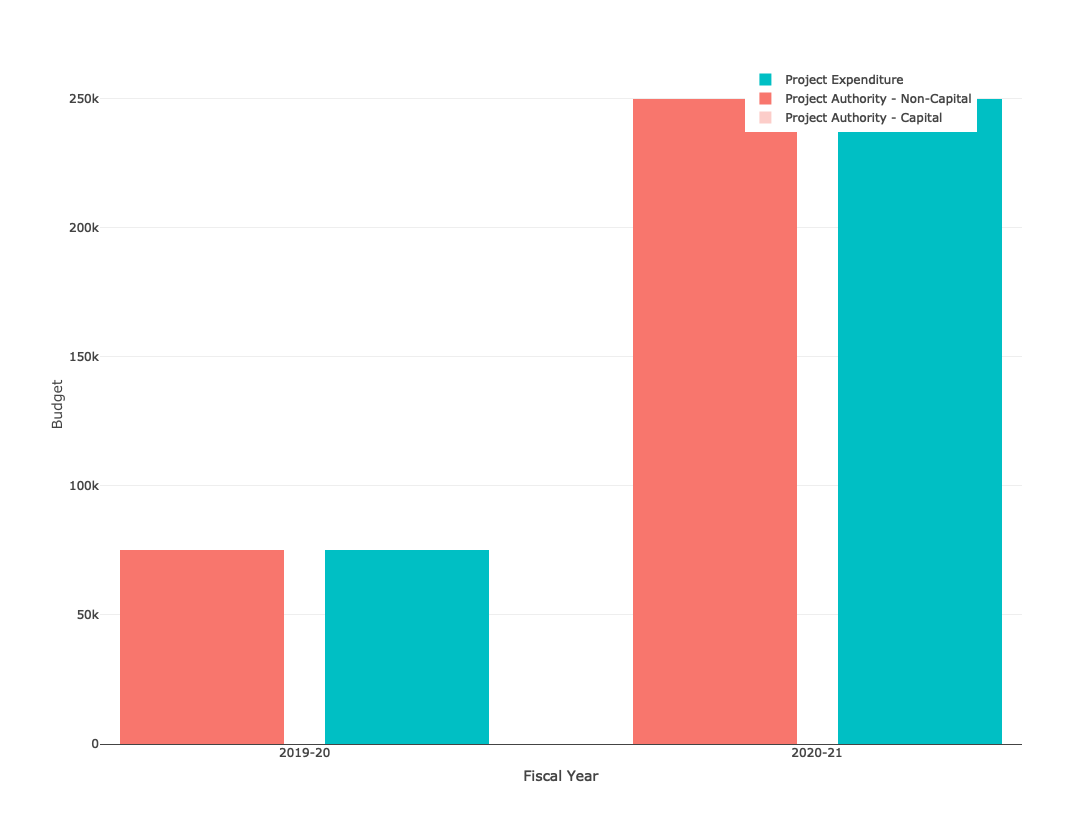 Project Expenditure
Project Authority - Non-Capital
Project Authority - Capital
250k
200k
150k
100k
50k
0
Budget
2019-20
2020-21
Fiscal Year